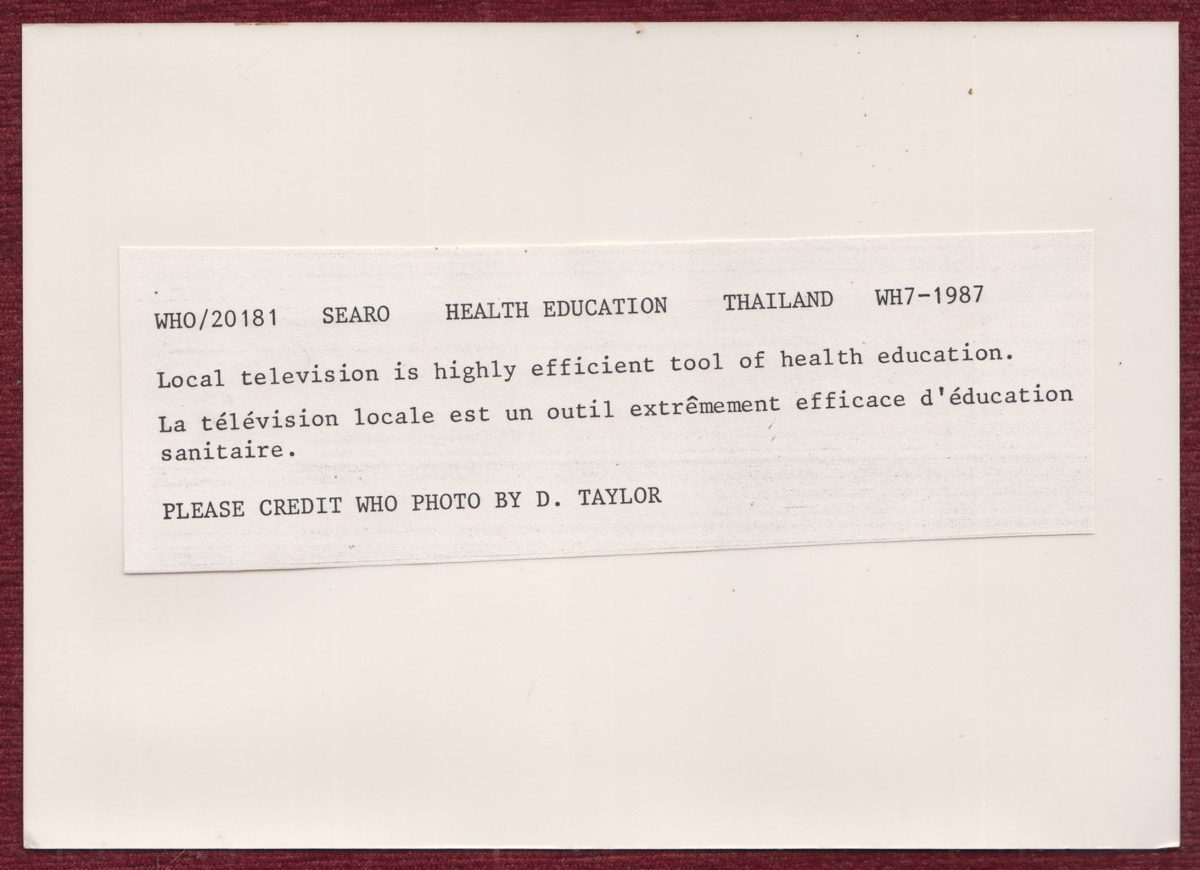 WHO/20181 SEARO HEALTH EDUCATION THAILAND WH7-1987
Local television is highly efficient tool of health education.
La télévision locale est un outil extrêmement efficace d'éducation
sanitaire.
PLEASE CREDIT WHO PHOTO BY D. TAYLOR